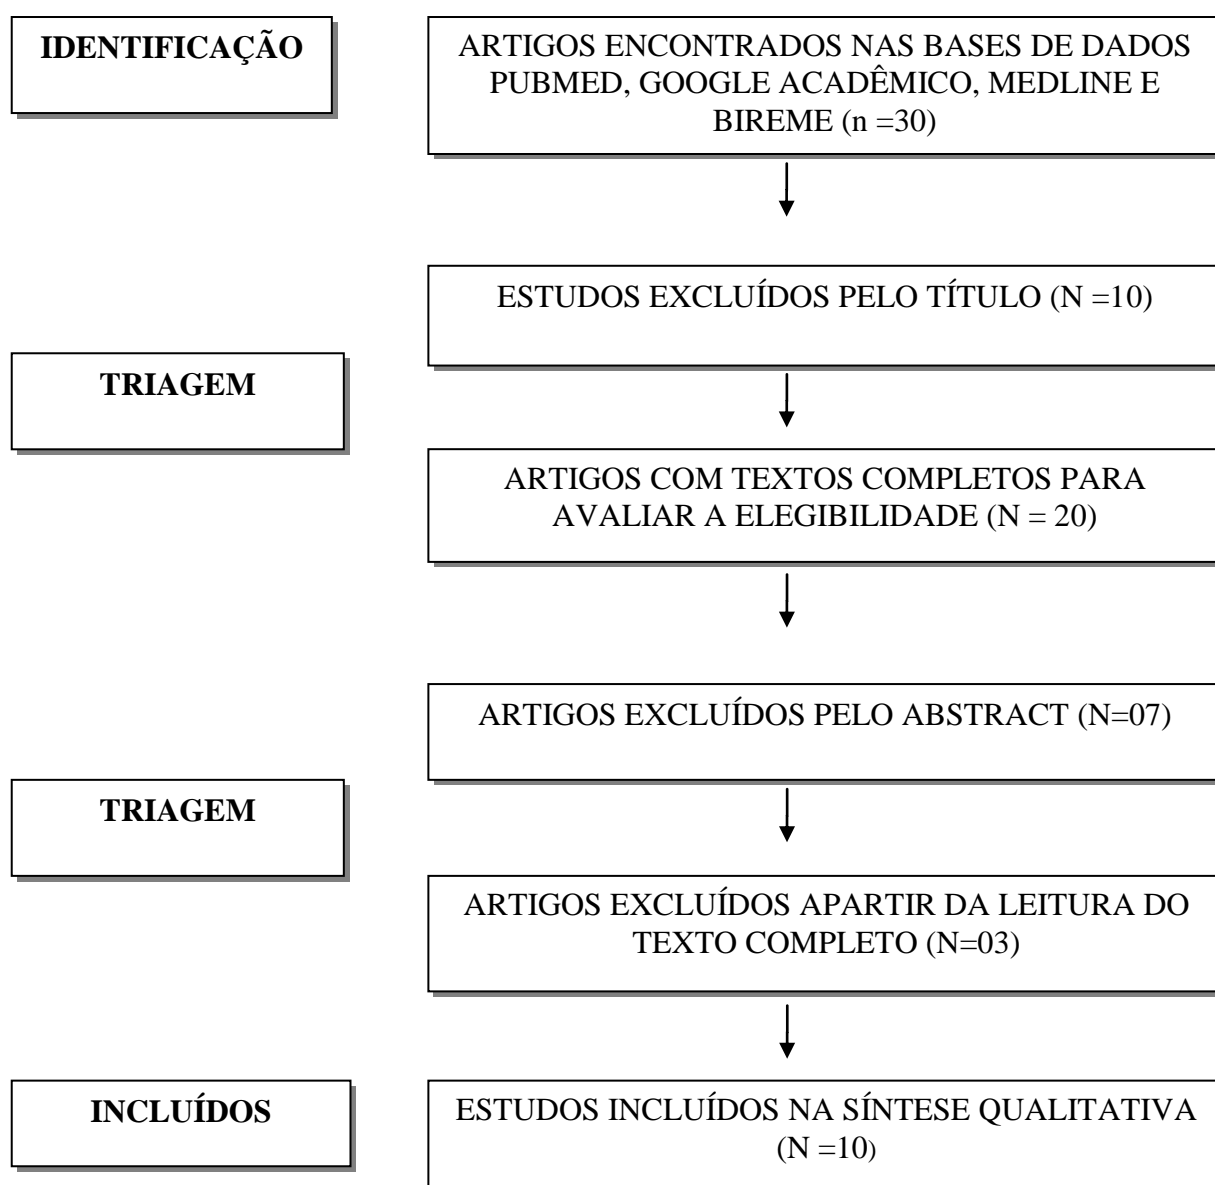 IDENTIFICAÇÃO
ARTIGOS ENCONTRADOS NAS BASES DE DADOS
PUBMED, GOOGLE ACADÊMICO, MEDLINE E
BIREME (n =30)
ESTUDOS EXCLUÍDOS PELO TÍTULO (N =10)
TRIAGEM
ARTIGOS COM TEXTOS COMPLETOS PARA
AVALIAR A ELEGIBILIDADE (N = 20)
ARTIGOS EXCLUÍDOS PELO ABSTRACT (N=07)
TRIAGEM
ARTIGOS EXCLUÍDOS APARTIR DA LEITURA DO
TEXTO COMPLETO (N=03)
INCLUÍDOS
ESTUDOS INCLUÍDOS NA SÍNTESE QUALITATIVA
(N =10)